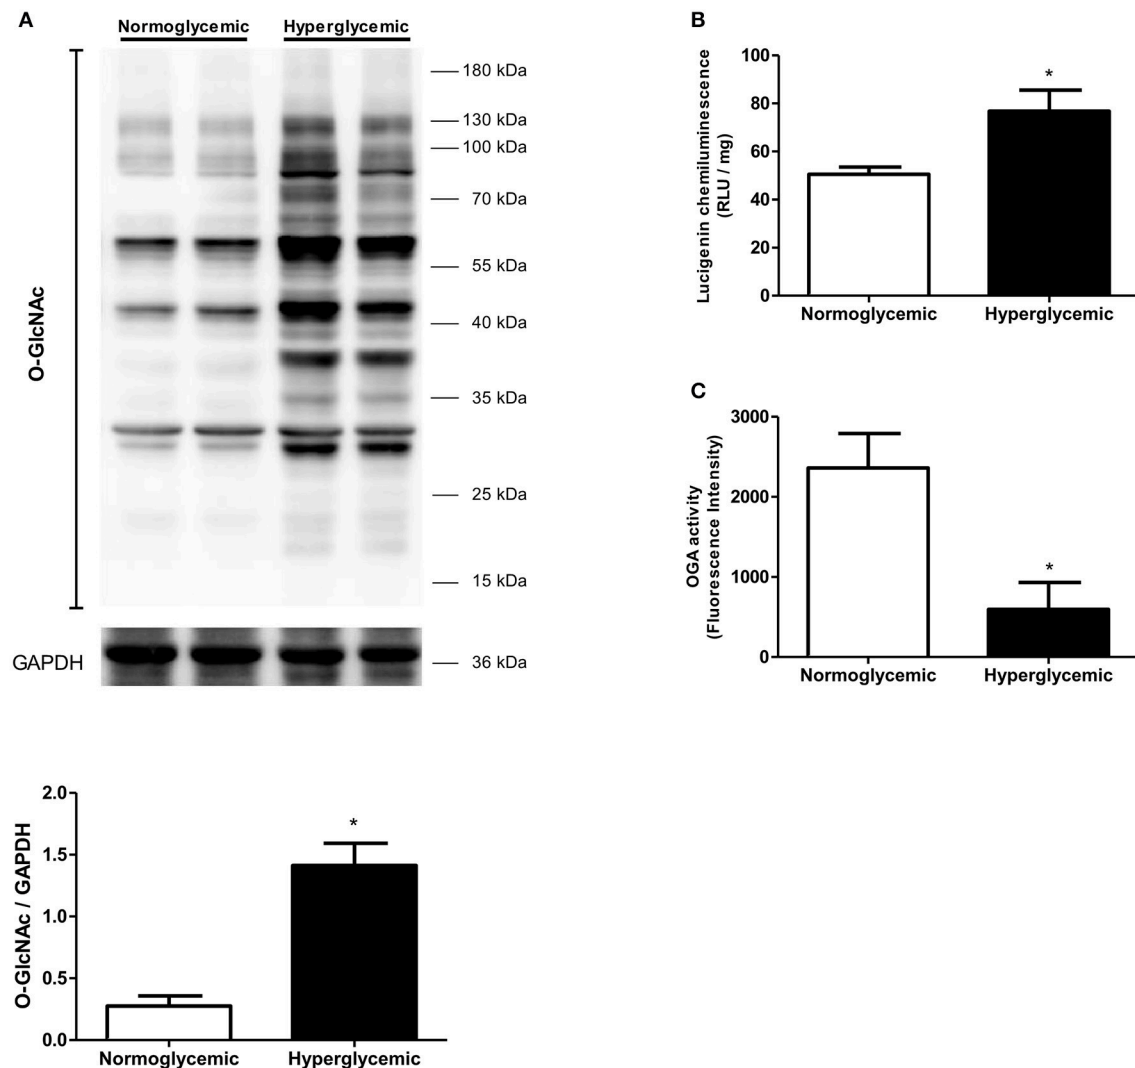 A
Normoglycemic Hyperglycemic
180 kDa
130 kDa
100 kDa
70 kDa
55 kDa
40 kDa
35 kDa
25 kDa
15 kDa
O-GlcNAc
GAPDH
36 kDa
2.0
1.5
1.0
0.5
0.0
O-GlcNAc / GAPDH
*
Normoglycemic Hyperglycemic
B
100
80
60
40
20
0
Lucigenin chemiluminescence
(RLU / mg)
*
Normoglycemic Hyperglycemic
C
3000
2000
1000
0
OGA activity
(Fluorescence Intensity)
*
Normoglycemic Hyperglycemic